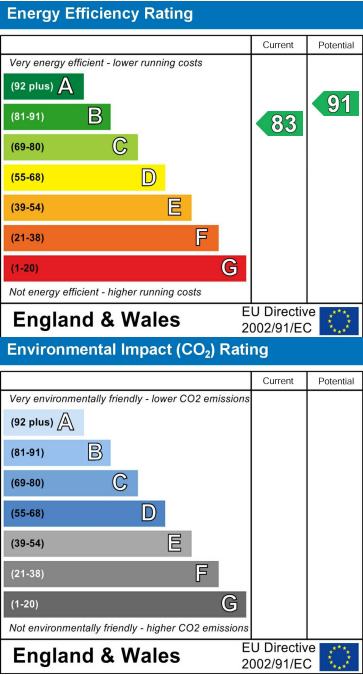 Energy Efficiency Rating
Current Potential
Very energy efficient - lower running costs
(92 plus) A
(81-91) B
(69-80) C
(55-68) D
(39-54) E
(21-38) F
(1-20) G
83
91
Not energy efficient - higher running costs
England & Wales
EU Directive
2002/91/EC
Environmental Impact (CO₂) Rating
Current Potential
Very environmentally friendly - lower CO2 emissions
(92 plus) A
(81-91) B
(69-80) C
(55-68) D
(39-54) E
(21-38) F
(1-20) G
Not environmentally friendly - higher CO2 emissions
England & Wales
EU Directive
2002/91/EC